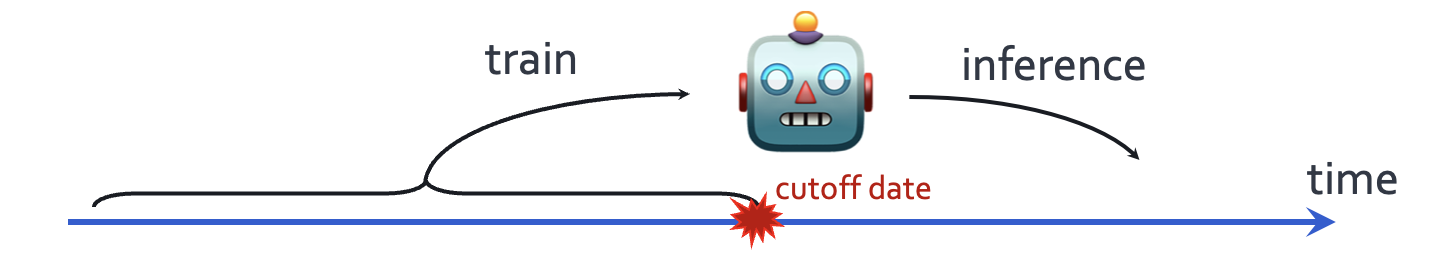 train
inference
cutoff date
time